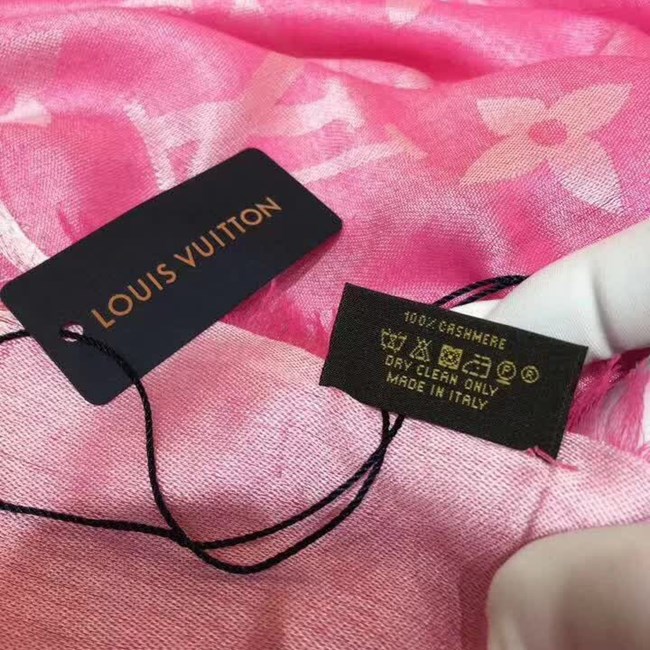 LOUIS VUITTON
100% CASHMERE
P R
DRY CLEAN ONLY
MADE IN ITALY